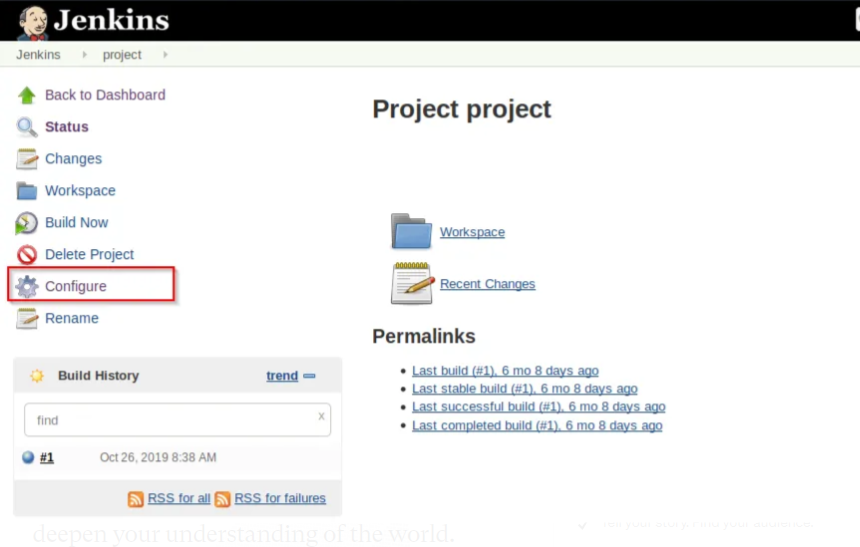 Jenkins
Jenkins project
Back to Dashboard
Status
Changes
Workspace
Build Now
Delete Project
Configure
Rename
Build History trend
find x
#1 Oct 26, 2019 8:38 AM
RSS for all RSS for failures
Project project
Workspace
Recent Changes
Permalinks
Last build (#1), 6 mo 8 days ago
Last stable build (#1), 6 mo 8 days ago
Last successful build (#1), 6 mo 8 days ago
Last completed build (#1), 6 mo 8 days ago
deepen your understanding of the world.
Tell your story. Find your audience.